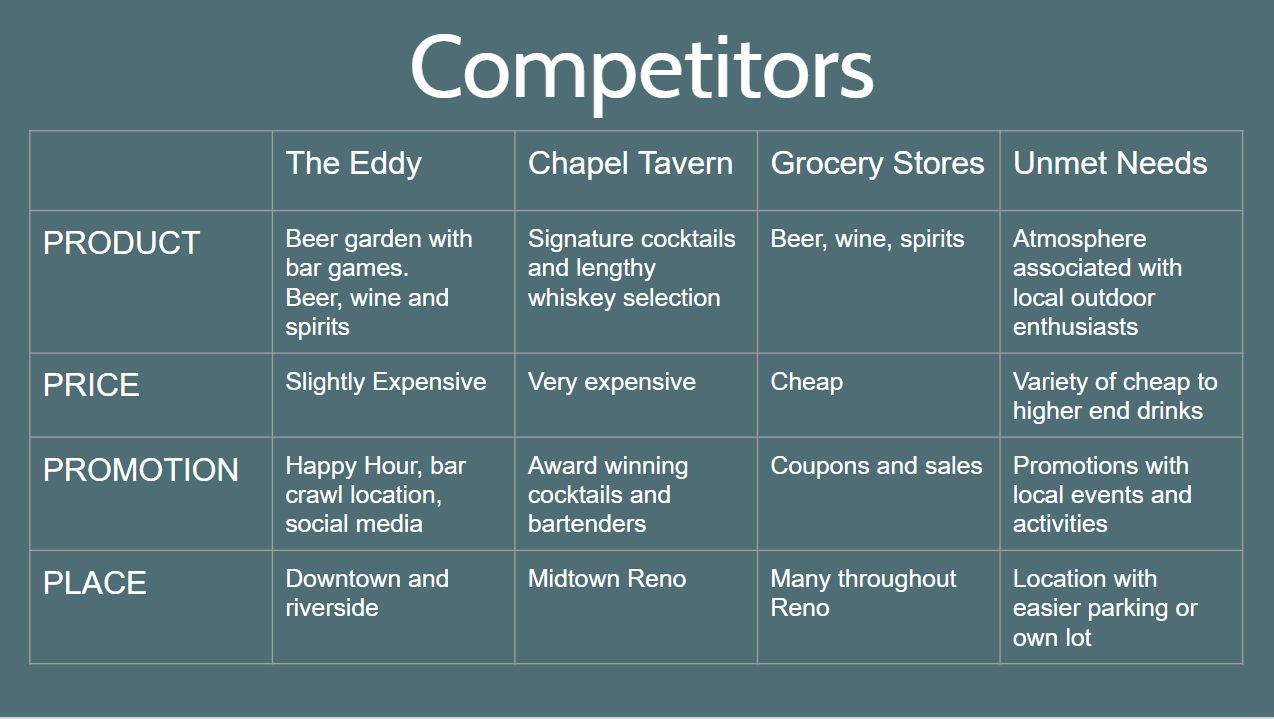 Competitors
The Eddy
Chapel Tavern
Grocery Stores
Unmet Needs
PRODUCT
Beer garden with
bar games.
Beer, wine and
spirits
Signature cocktails
and lengthy
whiskey selection
Beer, wine, spirits
Atmosphere
associated with
local outdoor
enthusiasts
PRICE
Slightly Expensive
Very expensive
Cheap
Variety of cheap to
higher end drinks
PROMOTION
Happy Hour, bar
crawl location,
social media
Award winning
cocktails and
bartenders
Coupons and sales
Promotions with
local events and
activities
PLACE
Downtown and
riverside
Midtown Reno
Many throughout
Reno
Location with
easier parking or
own lot